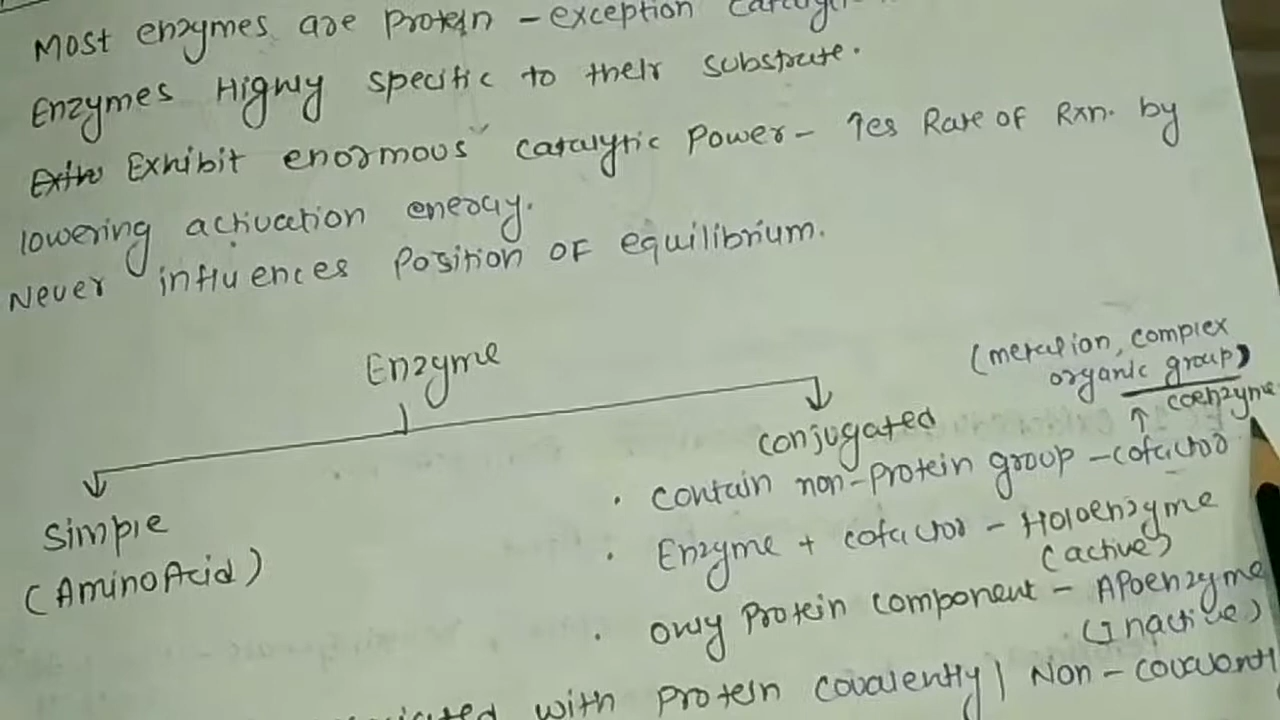 Most enzymes are Protein - exception
Enzymes Highly specific to their substrate.
Exhibit enormous catalytic Power - ↑es Rate of Rxn. by
lowering activation energy.
Never influences Position of equilibrium.
Enzyme
(metal ion, complex
organic group)
coenzyme
↑
Simple
(Amino Acid)
Conjugated
• contain non-protein group - cofactor
• Enzyme + cofactor - Holoenzyme
(active)
• only Protein component - Apoenzyme
(Inactive)
with Protein covalently | Non-covalently